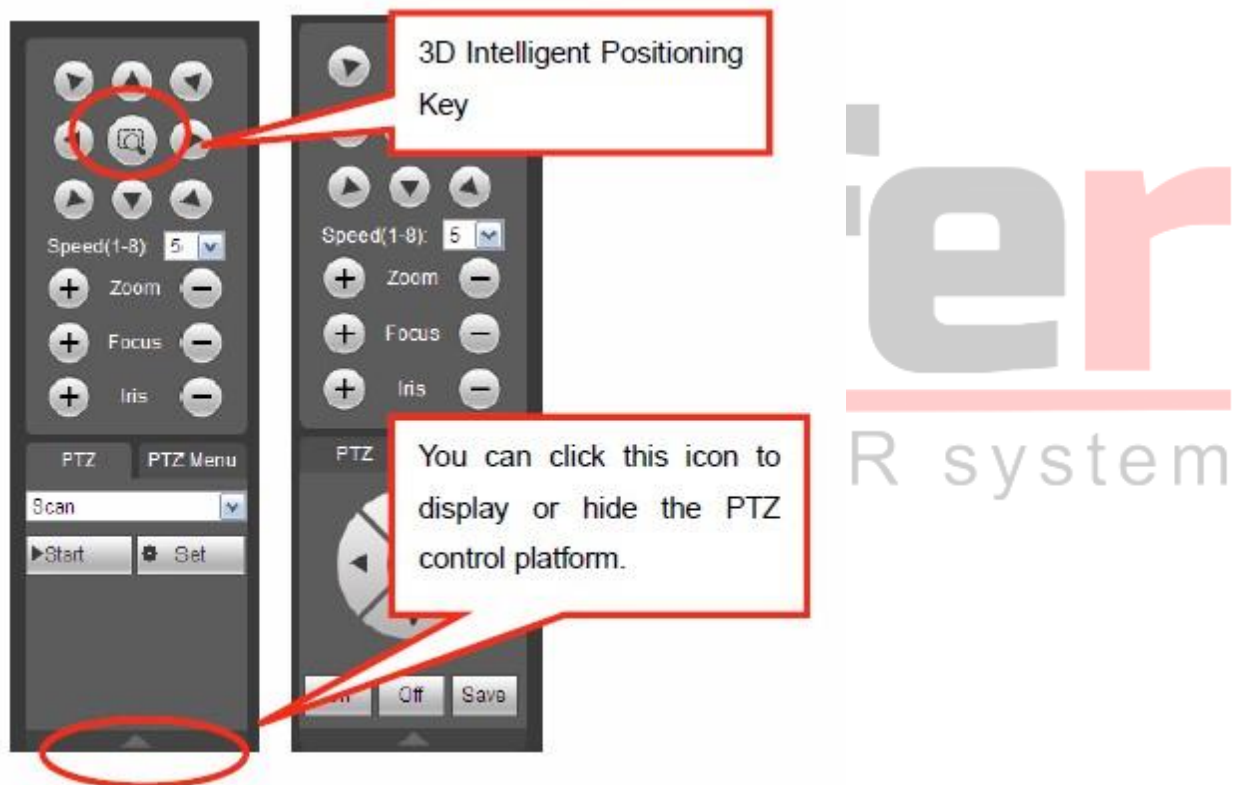 3D Intelligent Positioning
Key
Speed(1-8): 5
Zoom
Focus
Iris
PTZ PTZ Menu
Scan
Start Set
Speed(1-8): 5
Zoom
Focus
Iris
PTZ
You can click this icon to
display or hide the PTZ
control platform.
Off Save
fer
R system